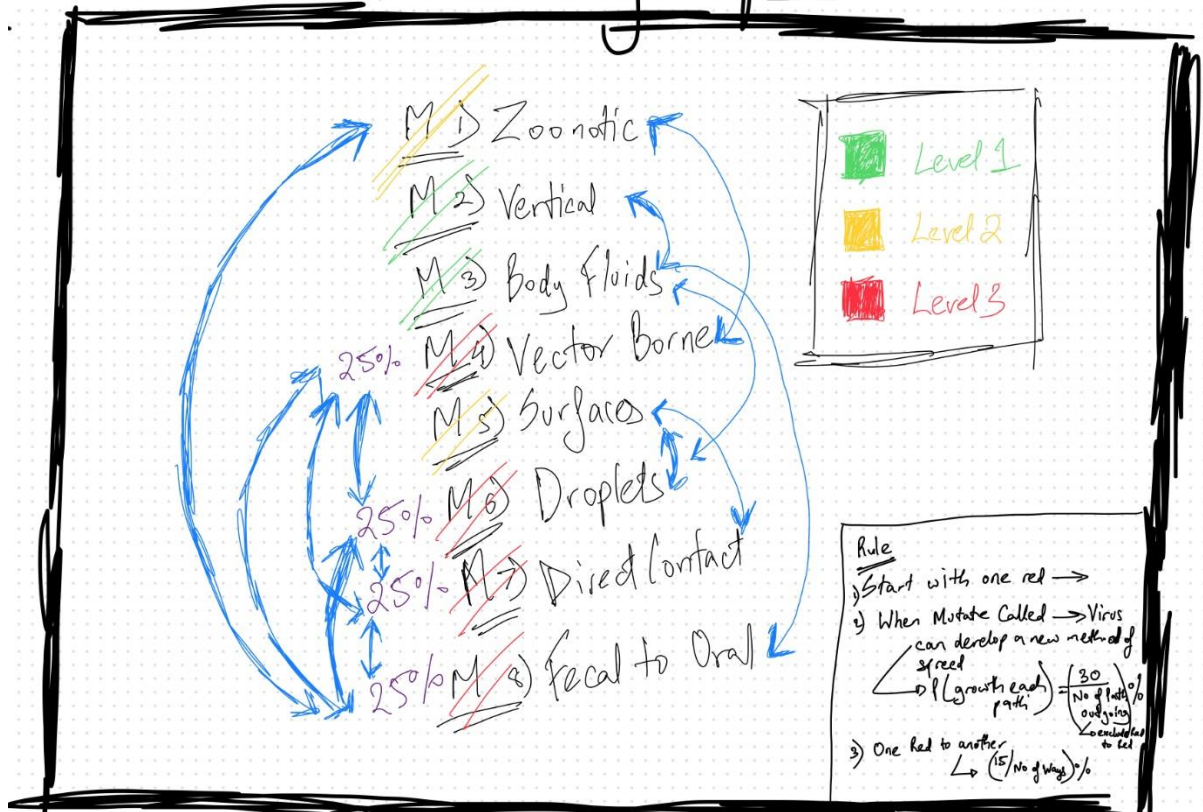 M 1) Zoonotic
M 2) Vertical
M 3) Body Fluids
25% M 4) Vector Borne
M 5) Surfaces
25% M 6) Droplets
25% M 7) Direct Contact
25% M 8) Fecal to Oral
Level 1
Level 2
Level 3
Rule
1) Start with one red →
2) When Mutate Called → Virus
can develop a new method of
spreed
P(growth each
path) = (30 / No of path outgoing) %
exclude Red
to Red
3) One Red to another
(15/No of ways)%